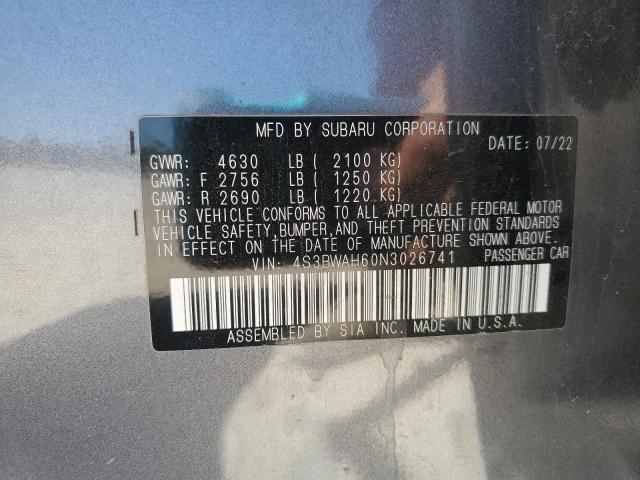 MFD BY SUBARU CORPORATION
DATE: 07/22
GVWR: 4630 LB ( 2100 KG)
GAWR: F 2756 LB ( 1250 KG)
GAWR: R 2690 LB ( 1220 KG)
THIS VEHICLE CONFORMS TO ALL APPLICABLE FEDERAL MOTOR
VEHICLE SAFETY, BUMPER, AND THEFT PREVENTION STANDARDS
IN EFFECT ON THE DATE OF MANUFACTURE SHOWN ABOVE.
VIN: 4S3BWAH60N3026741 PASSENGER CAR
ASSEMBLED BY SIA INC. MADE IN U.S.A.